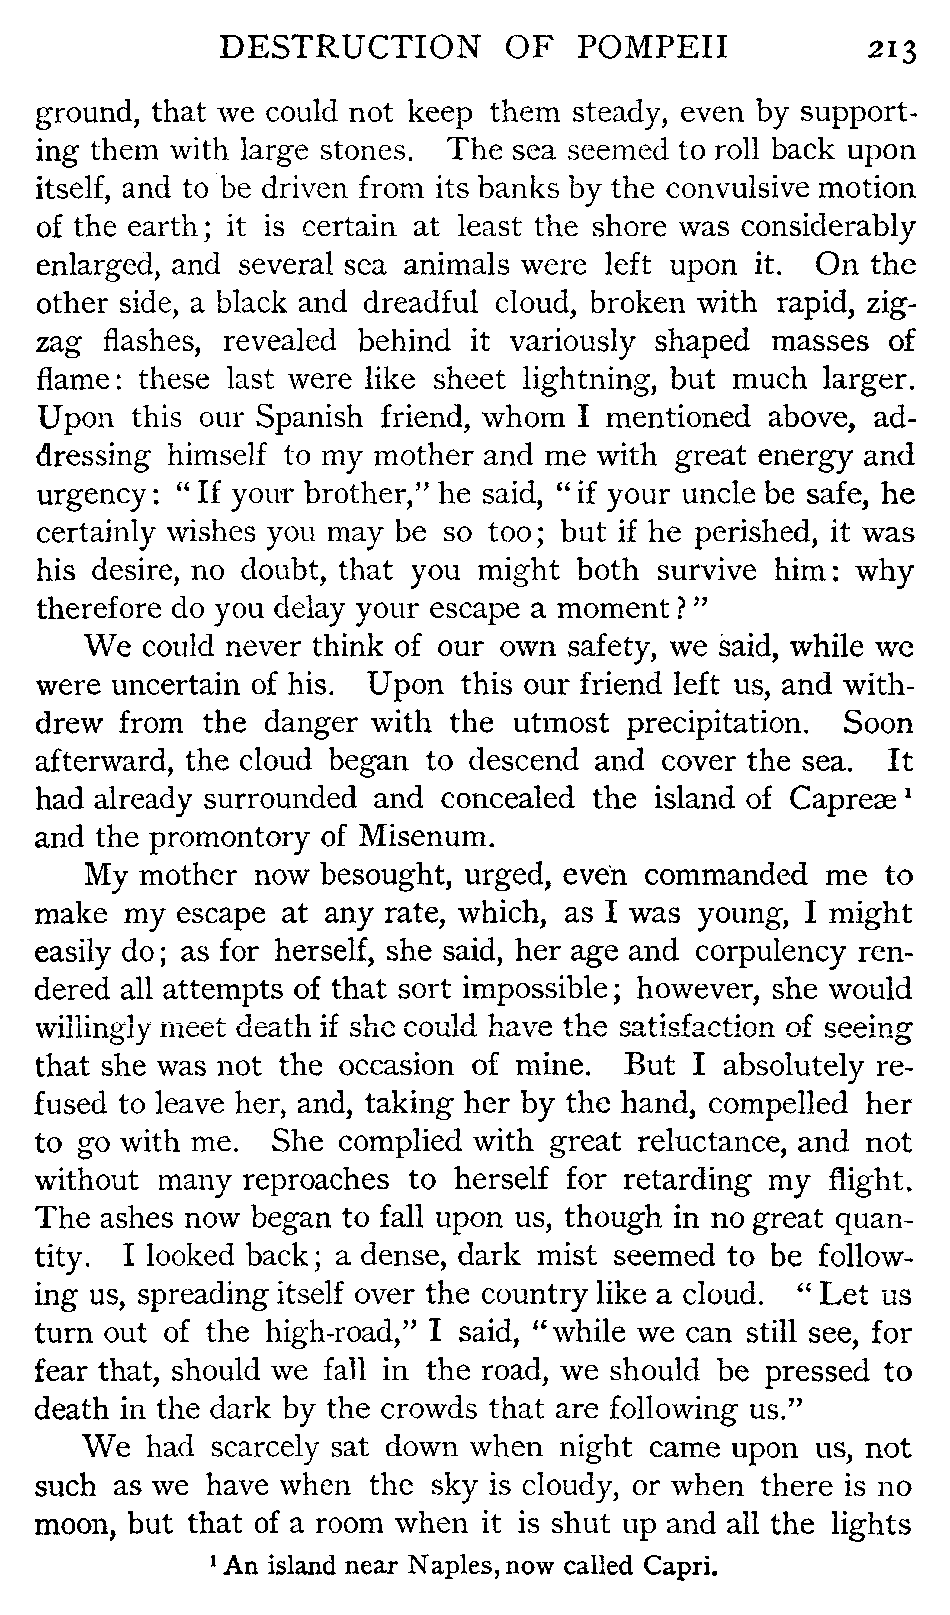 DESTRUCTION OF POMPEII 213
ground, that we could not keep them steady, even by support-
ing them with large stones. The sea seemed to roll back upon
itself, and to be driven from its banks by the convulsive motion
of the earth; it is certain at least the shore was considerably
enlarged, and several sea animals were left upon it. On the
other side, a black and dreadful cloud, broken with rapid, zig-
zag flashes, revealed behind it variously shaped masses of
flame: these last were like sheet lightning, but much larger.
Upon this our Spanish friend, whom I mentioned above, ad-
dressing himself to my mother and me with great energy and
urgency: "If your brother," he said, "if your uncle be safe, he
certainly wishes you may be so too; but if he perished, it was
his desire, no doubt, that you might both survive him: why
therefore do you delay your escape a moment?"
We could never think of our own safety, we said, while we
were uncertain of his. Upon this our friend left us, and with-
drew from the danger with the utmost precipitation. Soon
afterward, the cloud began to descend and cover the sea. It
had already surrounded and concealed the island of Capreæ¹
and the promontory of Misenum.
My mother now besought, urged, even commanded me to
make my escape at any rate, which, as I was young, I might
easily do; as for herself, she said, her age and corpulency ren-
dered all attempts of that sort impossible; however, she would
willingly meet death if she could have the satisfaction of seeing
that she was not the occasion of mine. But I absolutely re-
fused to leave her, and, taking her by the hand, compelled her
to go with me. She complied with great reluctance, and not
without many reproaches to herself for retarding my flight.
The ashes now began to fall upon us, though in no great quan-
tity. I looked back; a dense, dark mist seemed to be follow-
ing us, spreading itself over the country like a cloud. "Let us
turn out of the high-road," I said, "while we can still see, for
fear that, should we fall in the road, we should be pressed to
death in the dark by the crowds that are following us."
We had scarcely sat down when night came upon us, not
such as we have when the sky is cloudy, or when there is no
moon, but that of a room when it is shut up and all the lights
¹ An island near Naples, now called Capri.